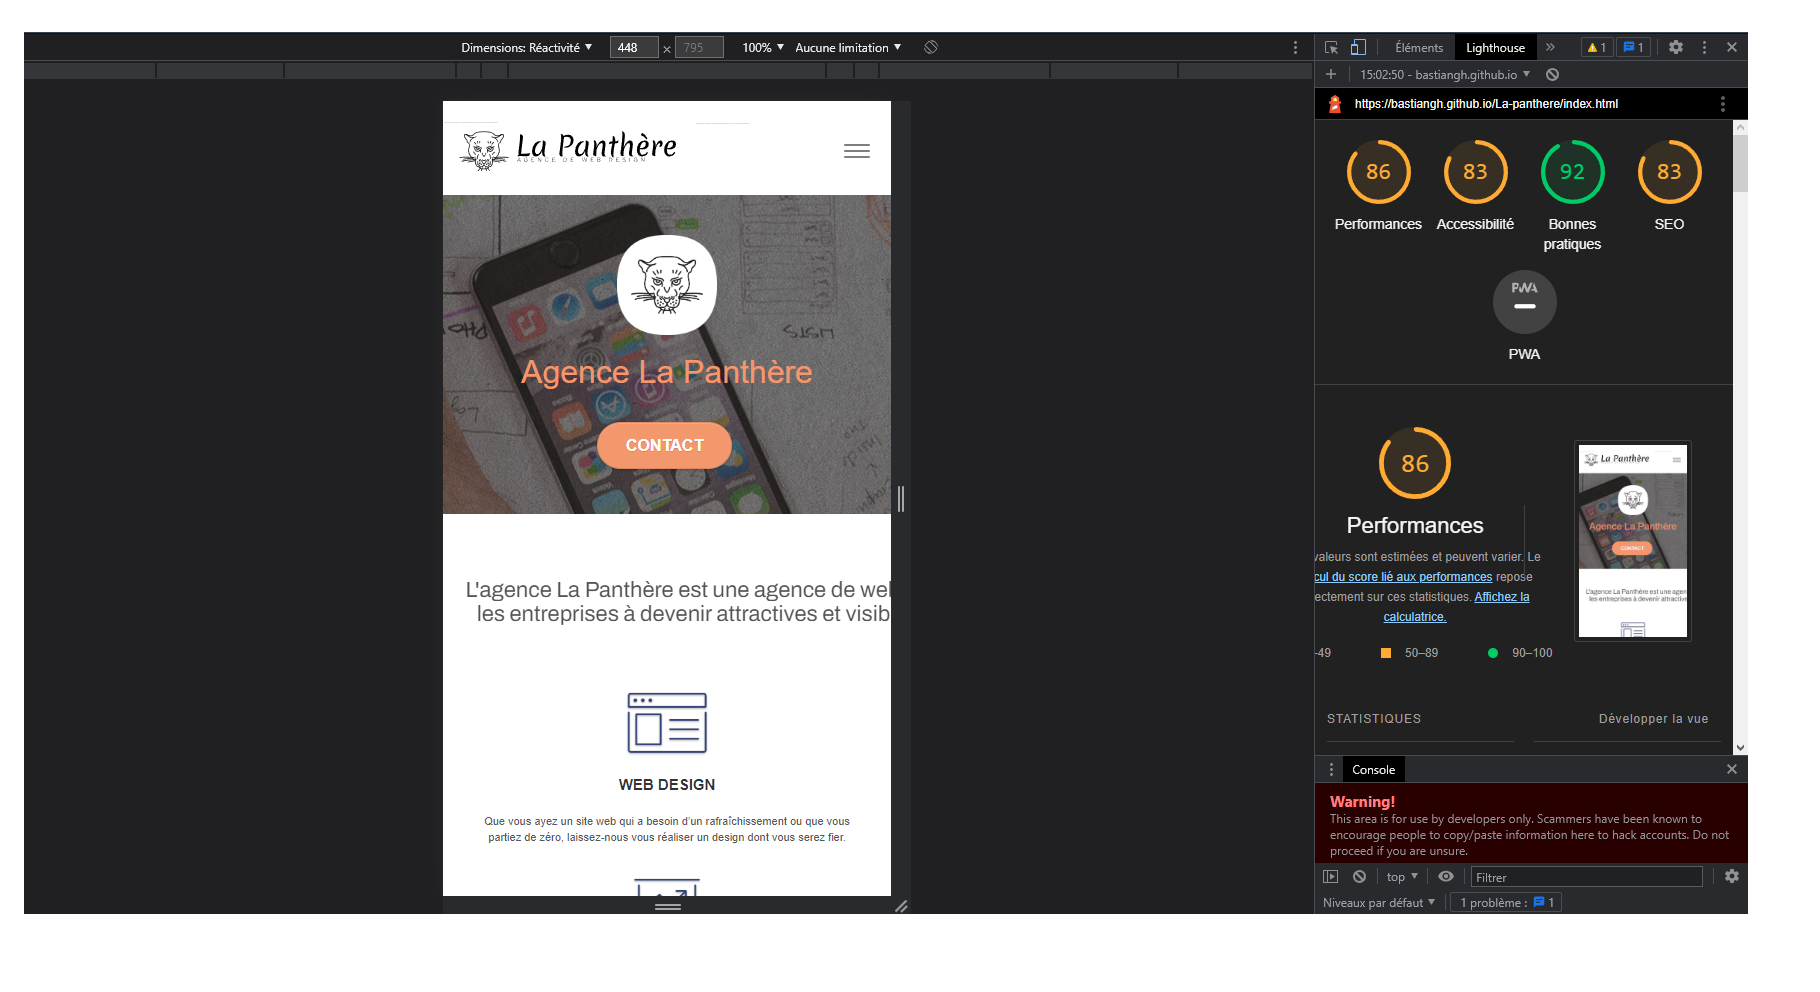 Dimensions: Réactivité ▼ 448 × 795 100% ▼ Aucune limitation ▼
Éléments Lighthouse » 1 1
+ 15:02:50 - bastiangh.github.io ▼
https://bastiangh.github.io/La-panthere/index.html
La Panthère
AGENCE DE WEB DESIGN
Agence La Panthère
CONTACT
L'agence La Panthère est une agence de wel
les entreprises à devenir attractives et visib
WEB DESIGN
Que vous ayez un site web qui a besoin d'un rafraîchissement ou que vous
partiez de zéro, laissez-nous vous réaliser un design dont vous serez fier.
86 83 92 83
Performances Accessibilité Bonnes pratiques SEO
PWA
PWA
86
Performances
valeurs sont estimées et peuvent varier. Le
cul du score lié aux performances repose
ectement sur ces statistiques. Affichez la
calculatrice.
-49 50–89 90–100
La Panthère
Agence La Panthère
CONTACT
L'agence La Panthère est une agen
les entreprises à devenir attractive
STATISTIQUES Développer la vue
Console
Warning!
This area is for use by developers only. Scammers have been known to
encourage people to copy/paste information here to hack accounts. Do not
proceed if you are unsure.
top ▼ Filtrer
Niveaux par défaut ▼ 1 problème : 1